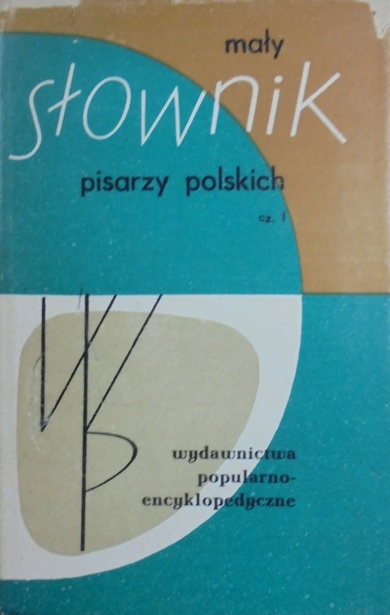 mały
słownik
pisarzy polskich
cz. I
wydawnictwa
popularno-
encyklopedyczne